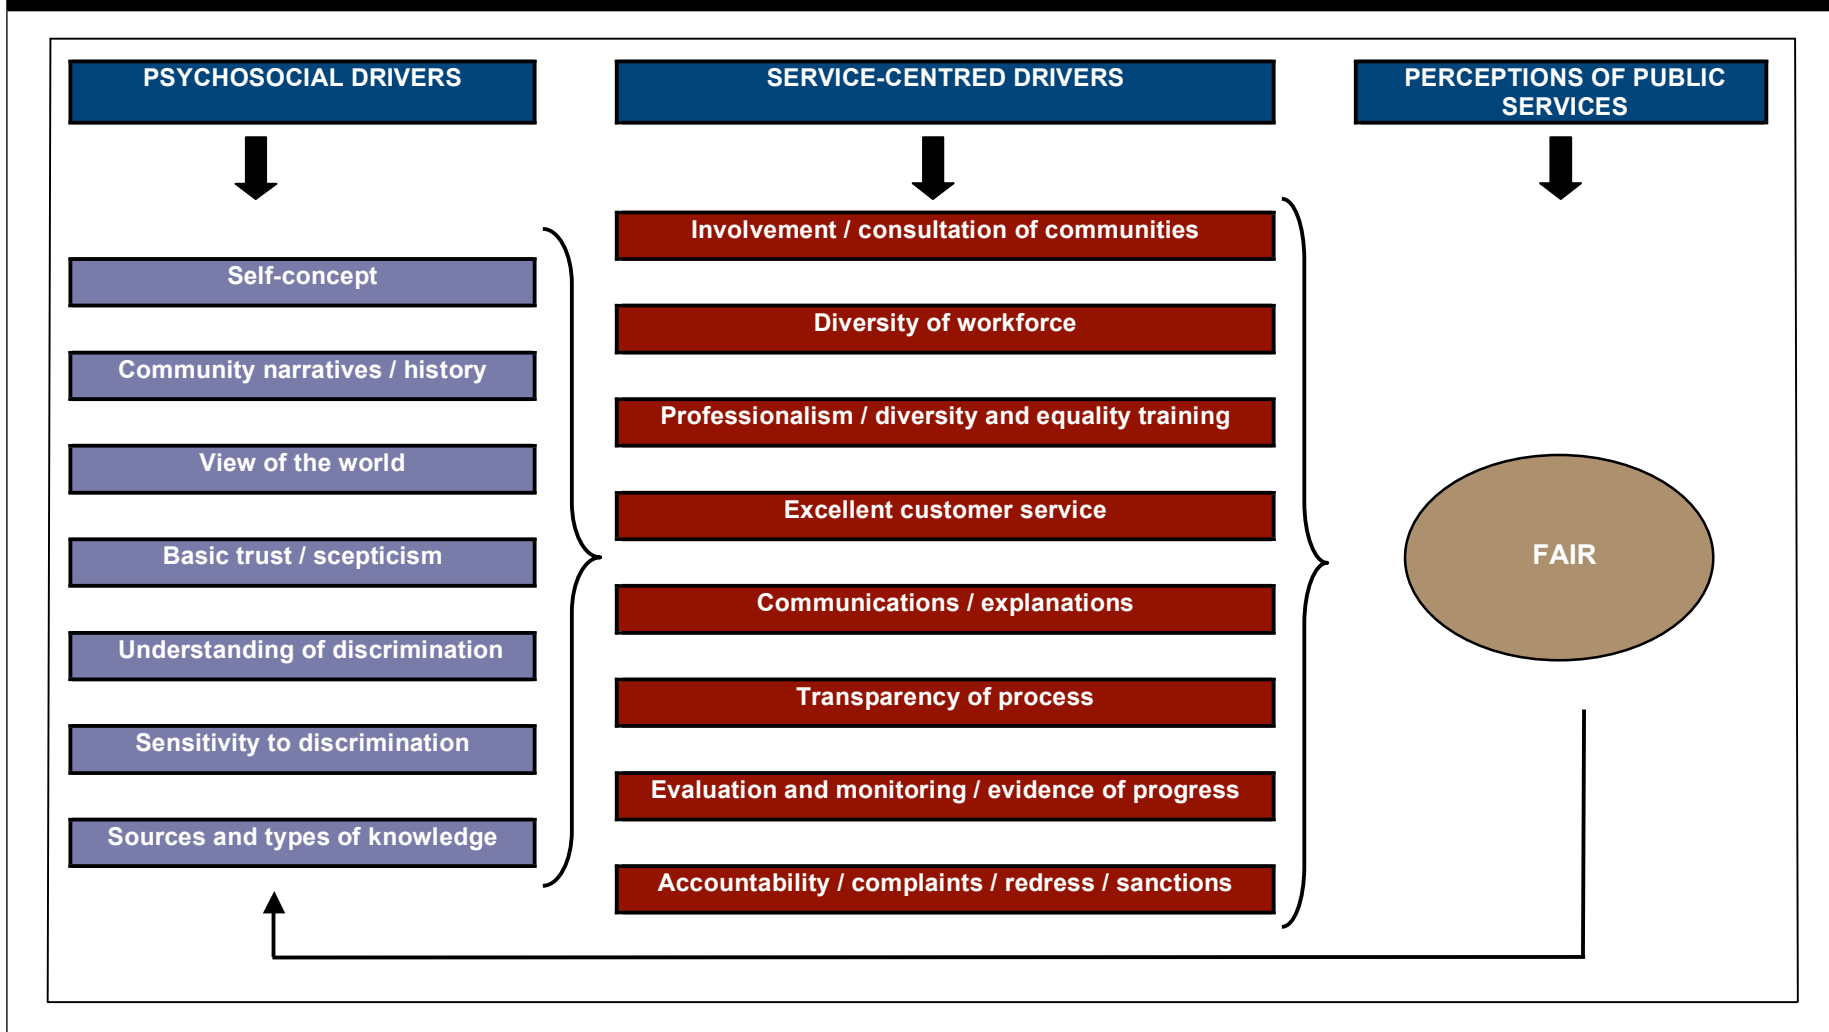 PSYCHOSOCIAL DRIVERS
SERVICE-CENTRED DRIVERS
PERCEPTIONS OF PUBLIC
SERVICES
Self-concept
Community narratives / history
View of the world
Basic trust / scepticism
Understanding of discrimination
Sensitivity to discrimination
Sources and types of knowledge
Involvement / consultation of communities
Diversity of workforce
Professionalism / diversity and equality training
Excellent customer service
Communications / explanations
Transparency of process
Evaluation and monitoring / evidence of progress
Accountability / complaints / redress / sanctions
FAIR